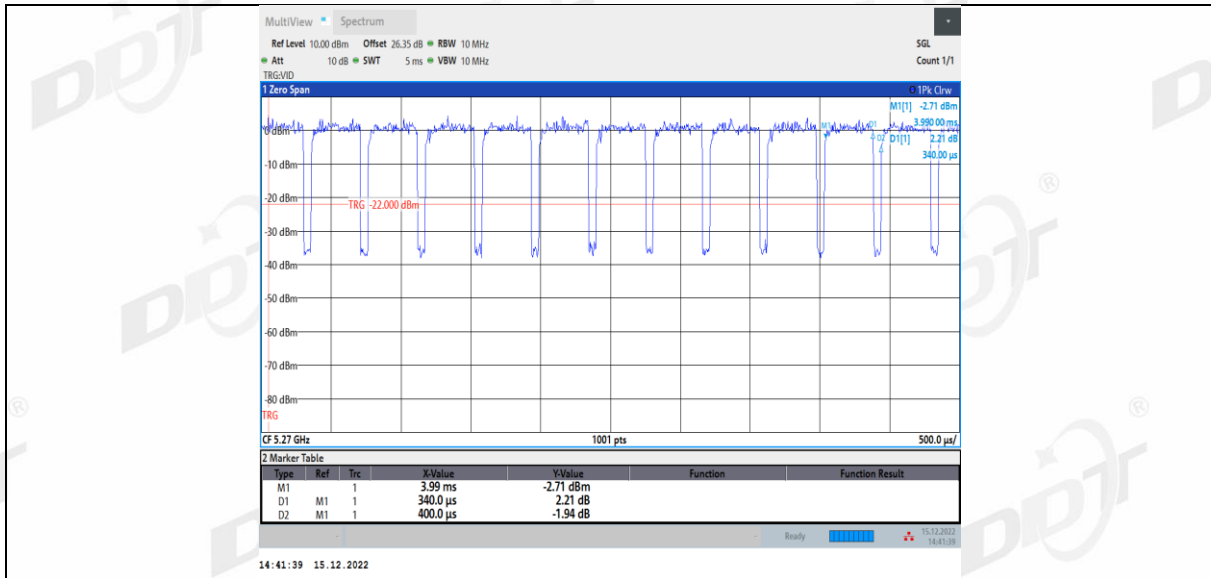 MultiView Spectrum
Ref Level 10.00 dBm Offset 26.35 dB RBW 10 MHz SGL
Att 10 dB SWT 5 ms VBW 10 MHz Count 1/1
TRG:VID
1 Zero Span 1Pk Clrw
M1[1] -2.71 dBm
3.990 00 ms
D1[1] 2.21 dB
340.00 µs
M1 D1 D2
0 dBm
-10 dBm
-20 dBm
TRG -22.000 dBm
-30 dBm
-40 dBm
-50 dBm
-60 dBm
-70 dBm
-80 dBm
TRG
CF 5.27 GHz 1001 pts 500.0 µs/
2 Marker Table
Type Ref Trc X-Value Y-Value Function Function Result
M1 1 3.99 ms -2.71 dBm
D1 M1 1 340.0 µs 2.21 dB
D2 M1 1 400.0 µs -1.94 dB
Ready 15.12.2022
14:41:39
14:41:39 15.12.2022
DDT ®